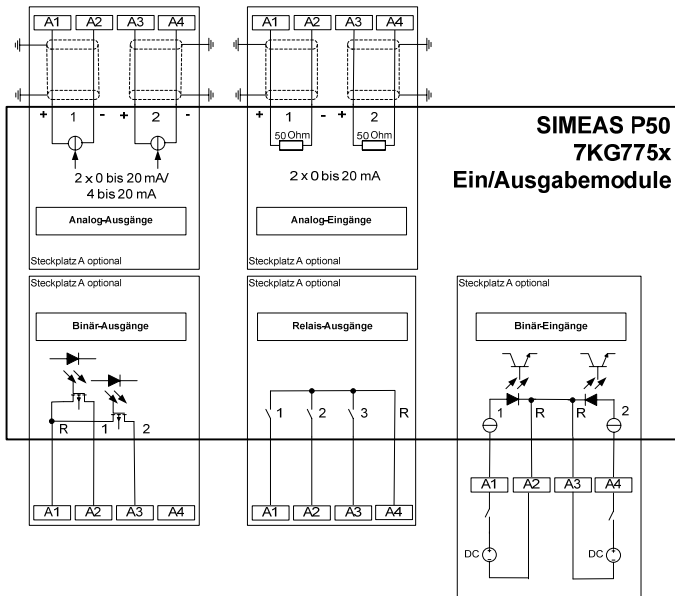 A1 A2 A3 A4
A1 A2 A3 A4
+ 1 - + 2 -
+ 1 - + 2
50 Ohm 50 Ohm
2 x 0 bis 20 mA/
4 bis 20 mA
2 x 0 bis 20 mA
SIMEAS P50
7KG775x
Ein/Ausgabemodule
Analog-Ausgänge
Analog-Eingänge
Steckplatz A optional
Steckplatz A optional
Steckplatz A optional
Steckplatz A optional
Steckplatz A optional
Binär-Ausgänge
Relais-Ausgänge
Binär-Eingänge
R 1 2
1 2 3 R
1 R R 2
A1 A2 A3 A4
A1 A2 A3 A4
A1 A2 A3 A4
DC DC